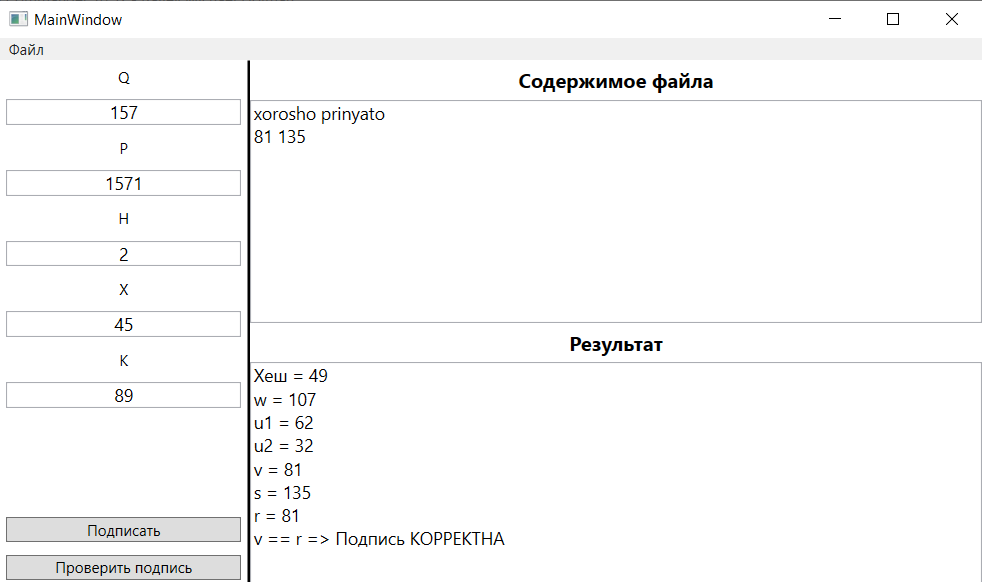 MainWindow
Файл
Q
157
P
1571
H
2
X
45
K
89
Подписать
Проверить подпись
Содержимое файла
xorosho prinyato
81 135
Результат
Хеш = 49
w = 107
u1 = 62
u2 = 32
v = 81
s = 135
r = 81
v == r => Подпись КОРРЕКТНА